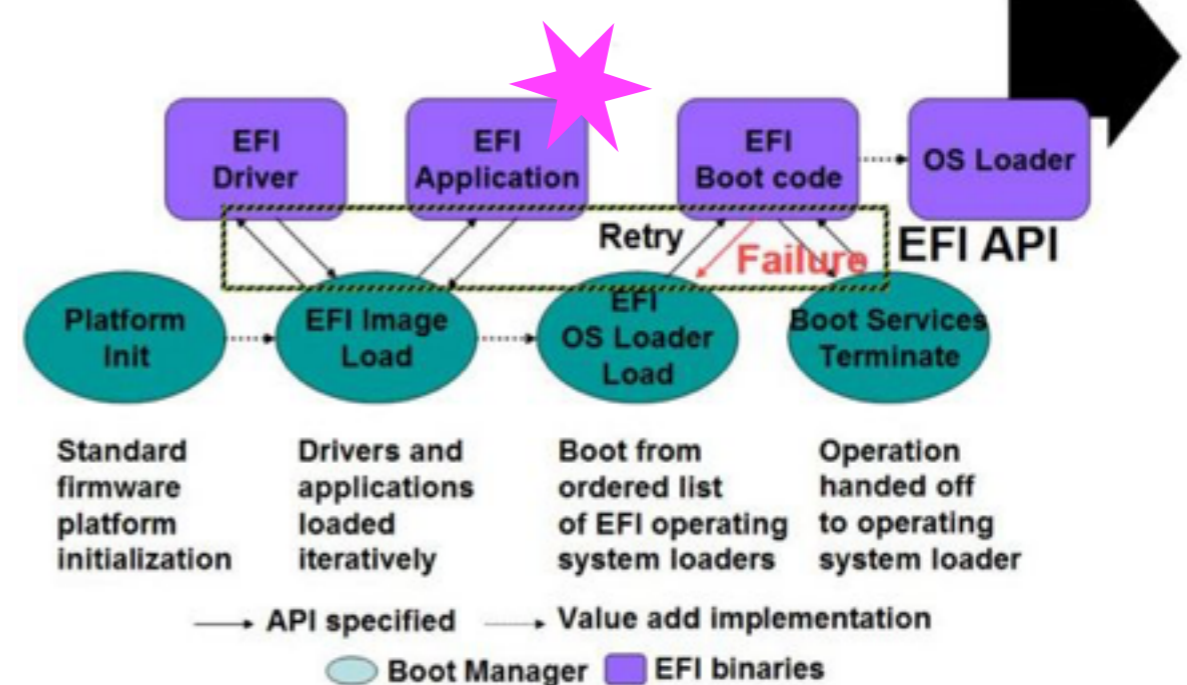 EFI
Driver
EFI
Application
EFI
Boot code
OS Loader
Retry
Failure
EFI API
Platform
Init
EFI Image
Load
EFI
OS Loader
Load
Boot Services
Terminate
Standard
firmware
platform
initialization
Drivers and
applications
loaded
iteratively
Boot from
ordered list
of EFI operating
system loaders
Operation
handed off
to operating
system loader
API specified
Value add implementation
Boot Manager
EFI binaries